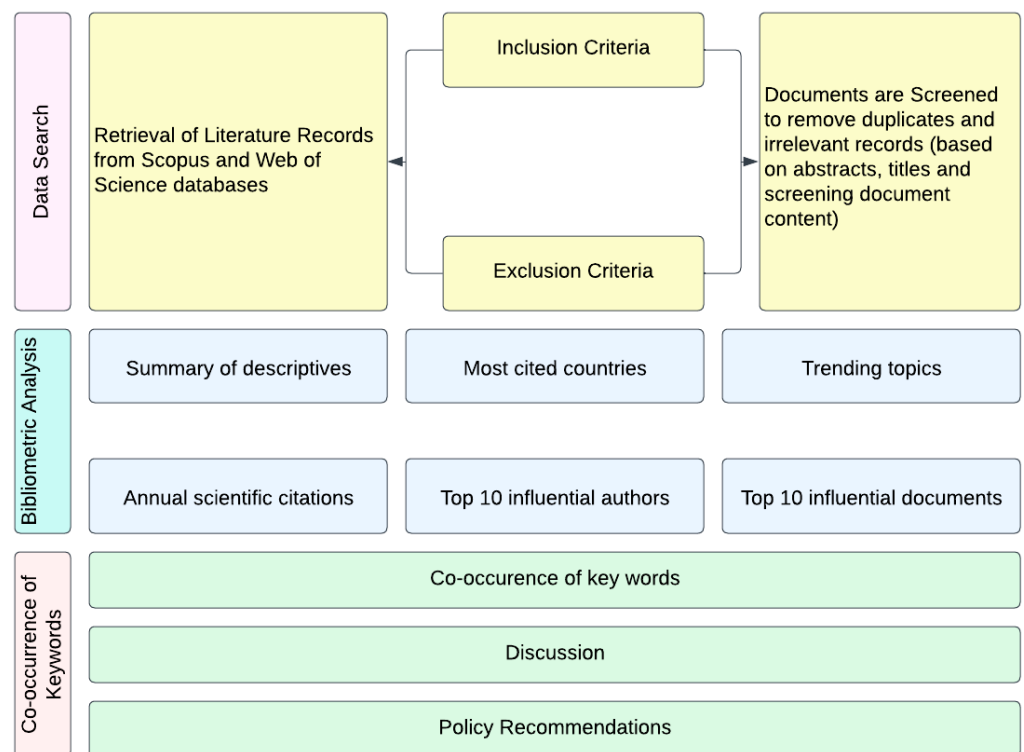 Data Search
Retrieval of Literature Records
from Scopus and Web of
Science databases
Inclusion Criteria
Exclusion Criteria
Documents are Screened
to remove duplicates and
irrelevant records (based
on abstracts, titles and
screening document
content)
Bibliometric Analysis
Summary of descriptives
Most cited countries
Trending topics
Annual scientific citations
Top 10 influential authors
Top 10 influential documents
Co-occurrence of
Keywords
Co-occurence of key words
Discussion
Policy Recommendations